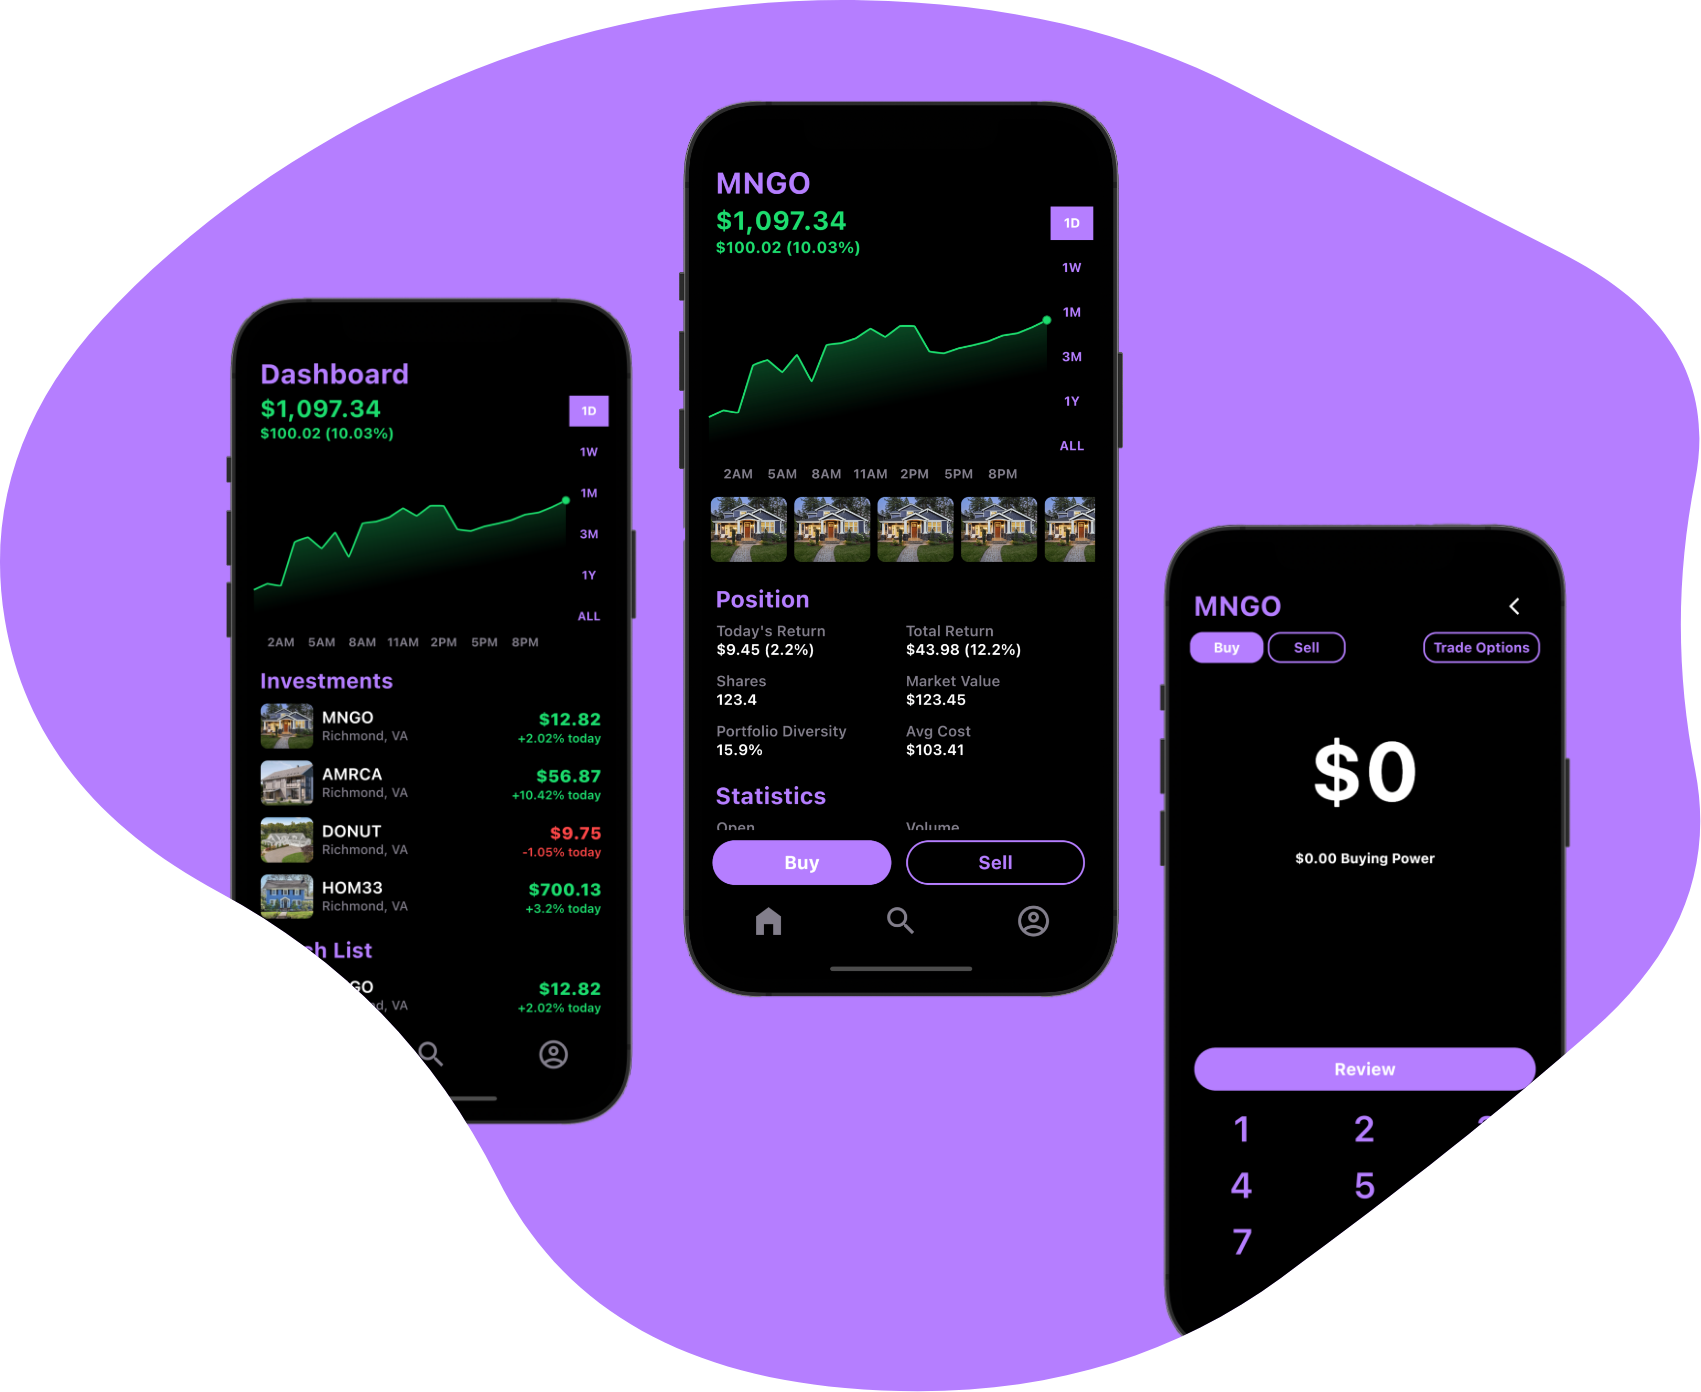 Dashboard
$1,097.34
$100.02 (10.03%)
1D
1W
1M
3M
1Y
ALL
2AM 5AM 8AM 11AM 2PM 5PM 8PM
Investments
MNGO
Richmond, VA
$12.82
+2.02% today
AMRCA
Richmond, VA
$56.87
+10.42% today
DONUT
Richmond, VA
$9.75
-1.05% today
HOM33
Richmond, VA
$700.13
+3.2% today
List
VA
$12.82
+2.02% today
MNGO
$1,097.34
$100.02 (10.03%)
1D
1W
1M
3M
1Y
ALL
2AM 5AM 8AM 11AM 2PM 5PM 8PM
Position
Today's Return
$9.45 (2.2%)
Total Return
$43.98 (12.2%)
Shares
123.4
Market Value
$123.45
Portfolio Diversity
15.9%
Avg Cost
$103.41
Statistics
Open
Volume
Buy
Sell
MNGO
Buy
Sell
Trade Options
$0
$0.00 Buying Power
Review
1 2
4 5
7